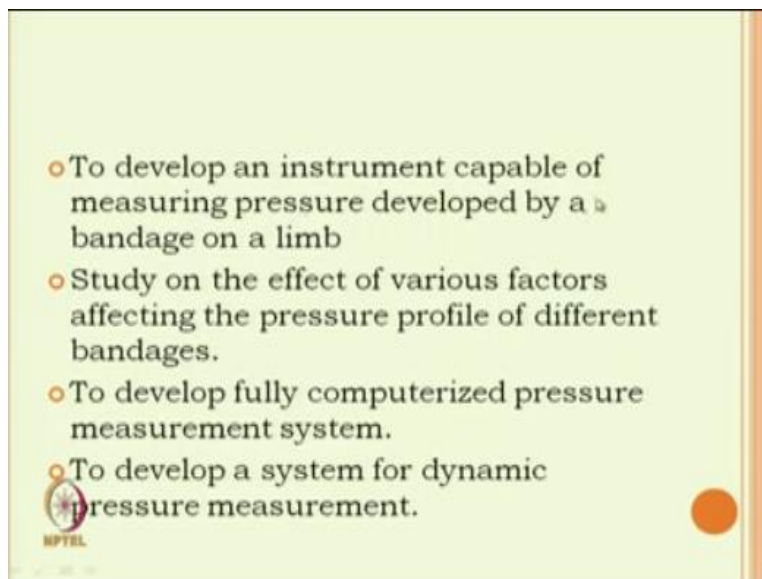 To develop an instrument capable of
measuring pressure developed by a
bandage on a limb
Study on the effect of various factors
affecting the pressure profile of different
bandages.
To develop fully computerized pressure
measurement system.
To develop a system for dynamic
pressure measurement.
NPTEL